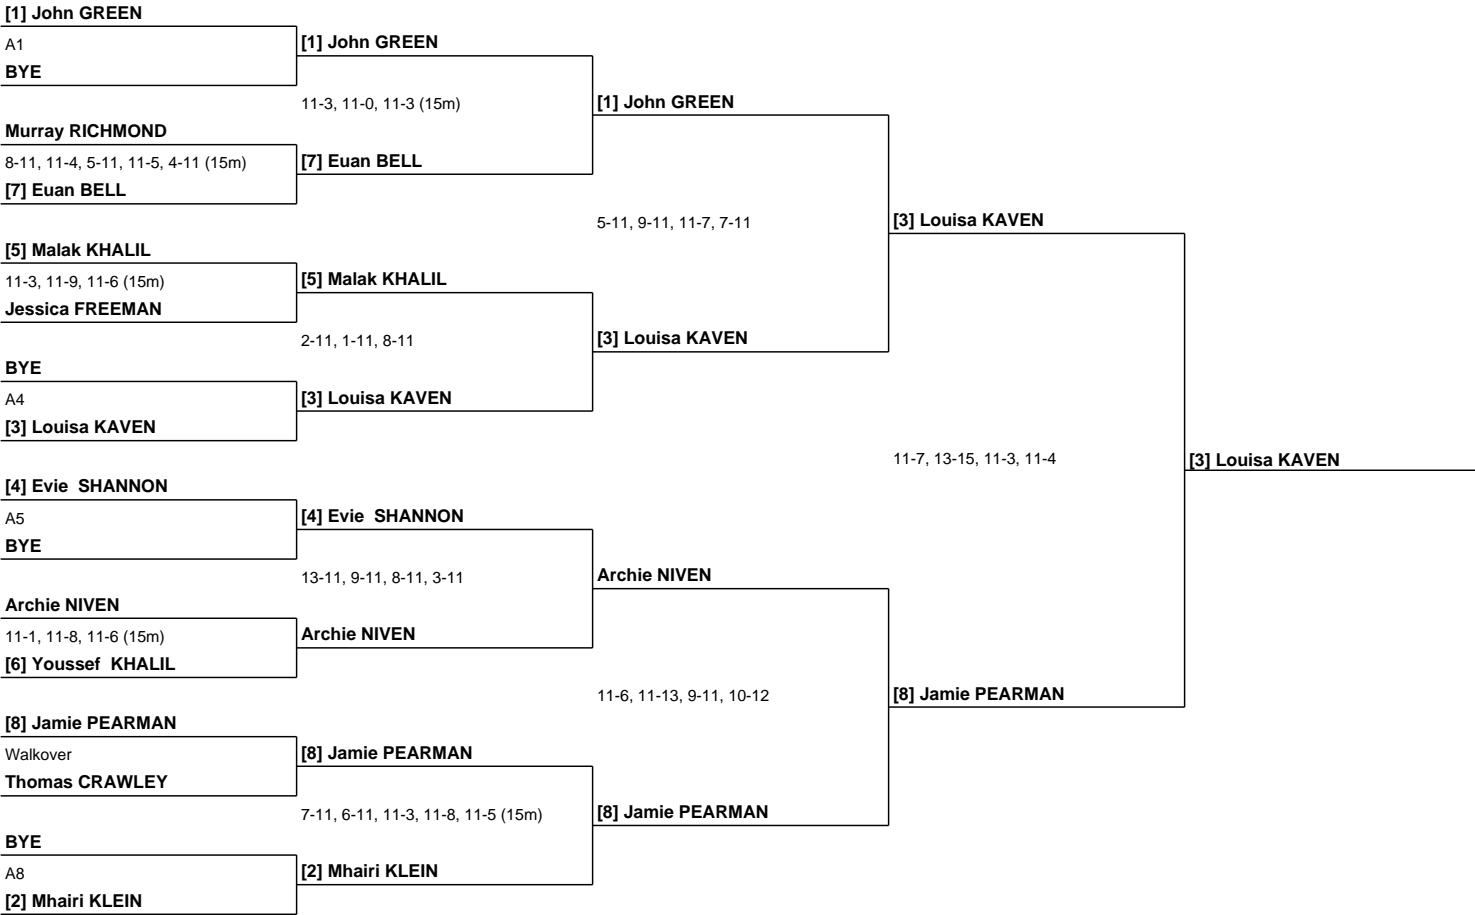 [1] John GREEN
A1
BYE
Murray RICHMOND
8-11, 11-4, 5-11, 11-5, 4-11 (15m)
[7] Euan BELL
[5] Malak KHALIL
11-3, 11-9, 11-6 (15m)
Jessica FREEMAN
BYE
A4
[3] Louisa KAVEN
[4] Evie  SHANNON
A5
BYE
Archie NIVEN
11-1, 11-8, 11-6 (15m)
[6] Youssef  KHALIL
[8] Jamie PEARMAN
Walkover
Thomas CRAWLEY
BYE
A8
[2] Mhairi KLEIN
[1] John GREEN
11-3, 11-0, 11-3 (15m)
[7] Euan BELL
[5] Malak KHALIL
2-11, 1-11, 8-11
[3] Louisa KAVEN
[4] Evie  SHANNON
13-11, 9-11, 8-11, 3-11
Archie NIVEN
[8] Jamie PEARMAN
7-11, 6-11, 11-3, 11-8, 11-5 (15m)
[2] Mhairi KLEIN
[1] John GREEN
5-11, 9-11, 11-7, 7-11
[3] Louisa KAVEN
Archie NIVEN
11-6, 11-13, 9-11, 10-12
[8] Jamie PEARMAN
[3] Louisa KAVEN
11-7, 13-15, 11-3, 11-4
[8] Jamie PEARMAN
[3] Louisa KAVEN